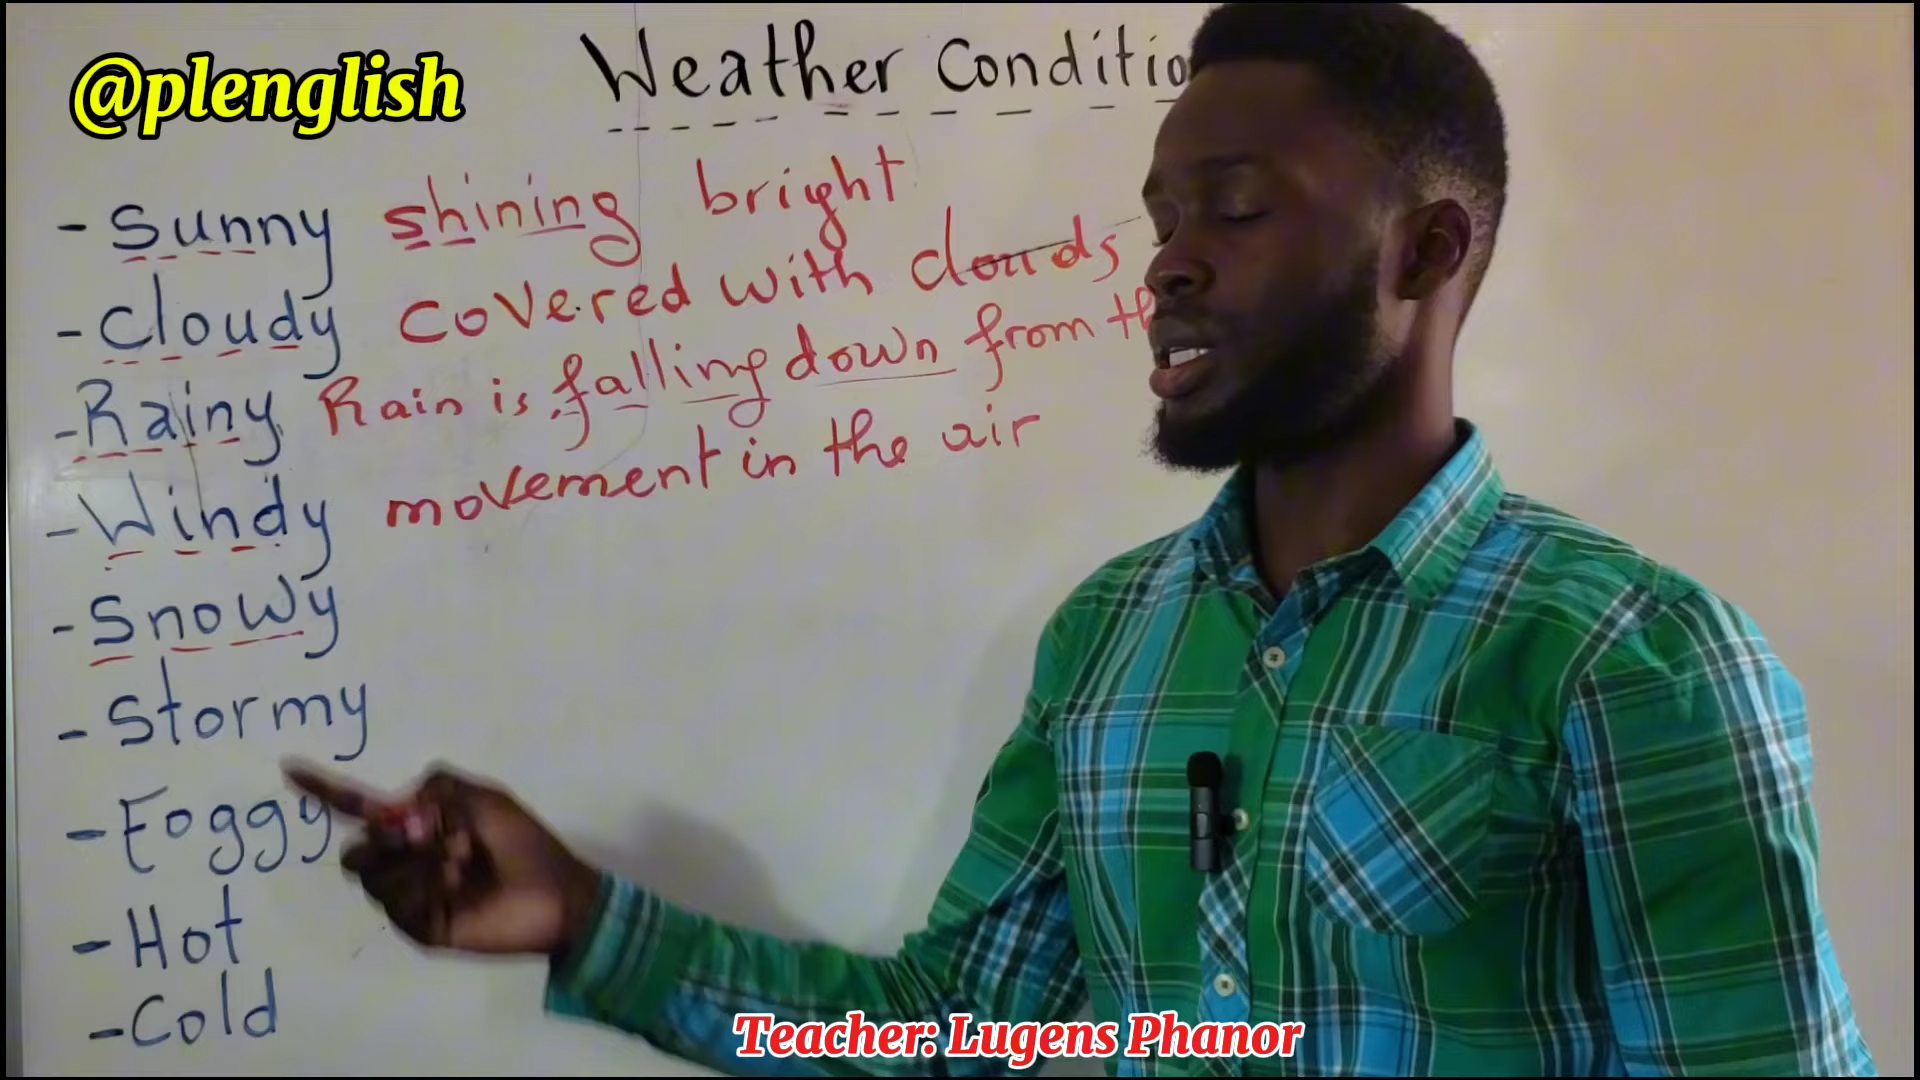 @plenglish
Weather Conditio
- Sunny shining bright
- Cloudy covered with clouds
- Rainy Rain is falling down from th
- Windy movement in the air
- Snowy
- Stormy
- Foggy
- Hot
- Cold
Teacher: Lugens Phanor